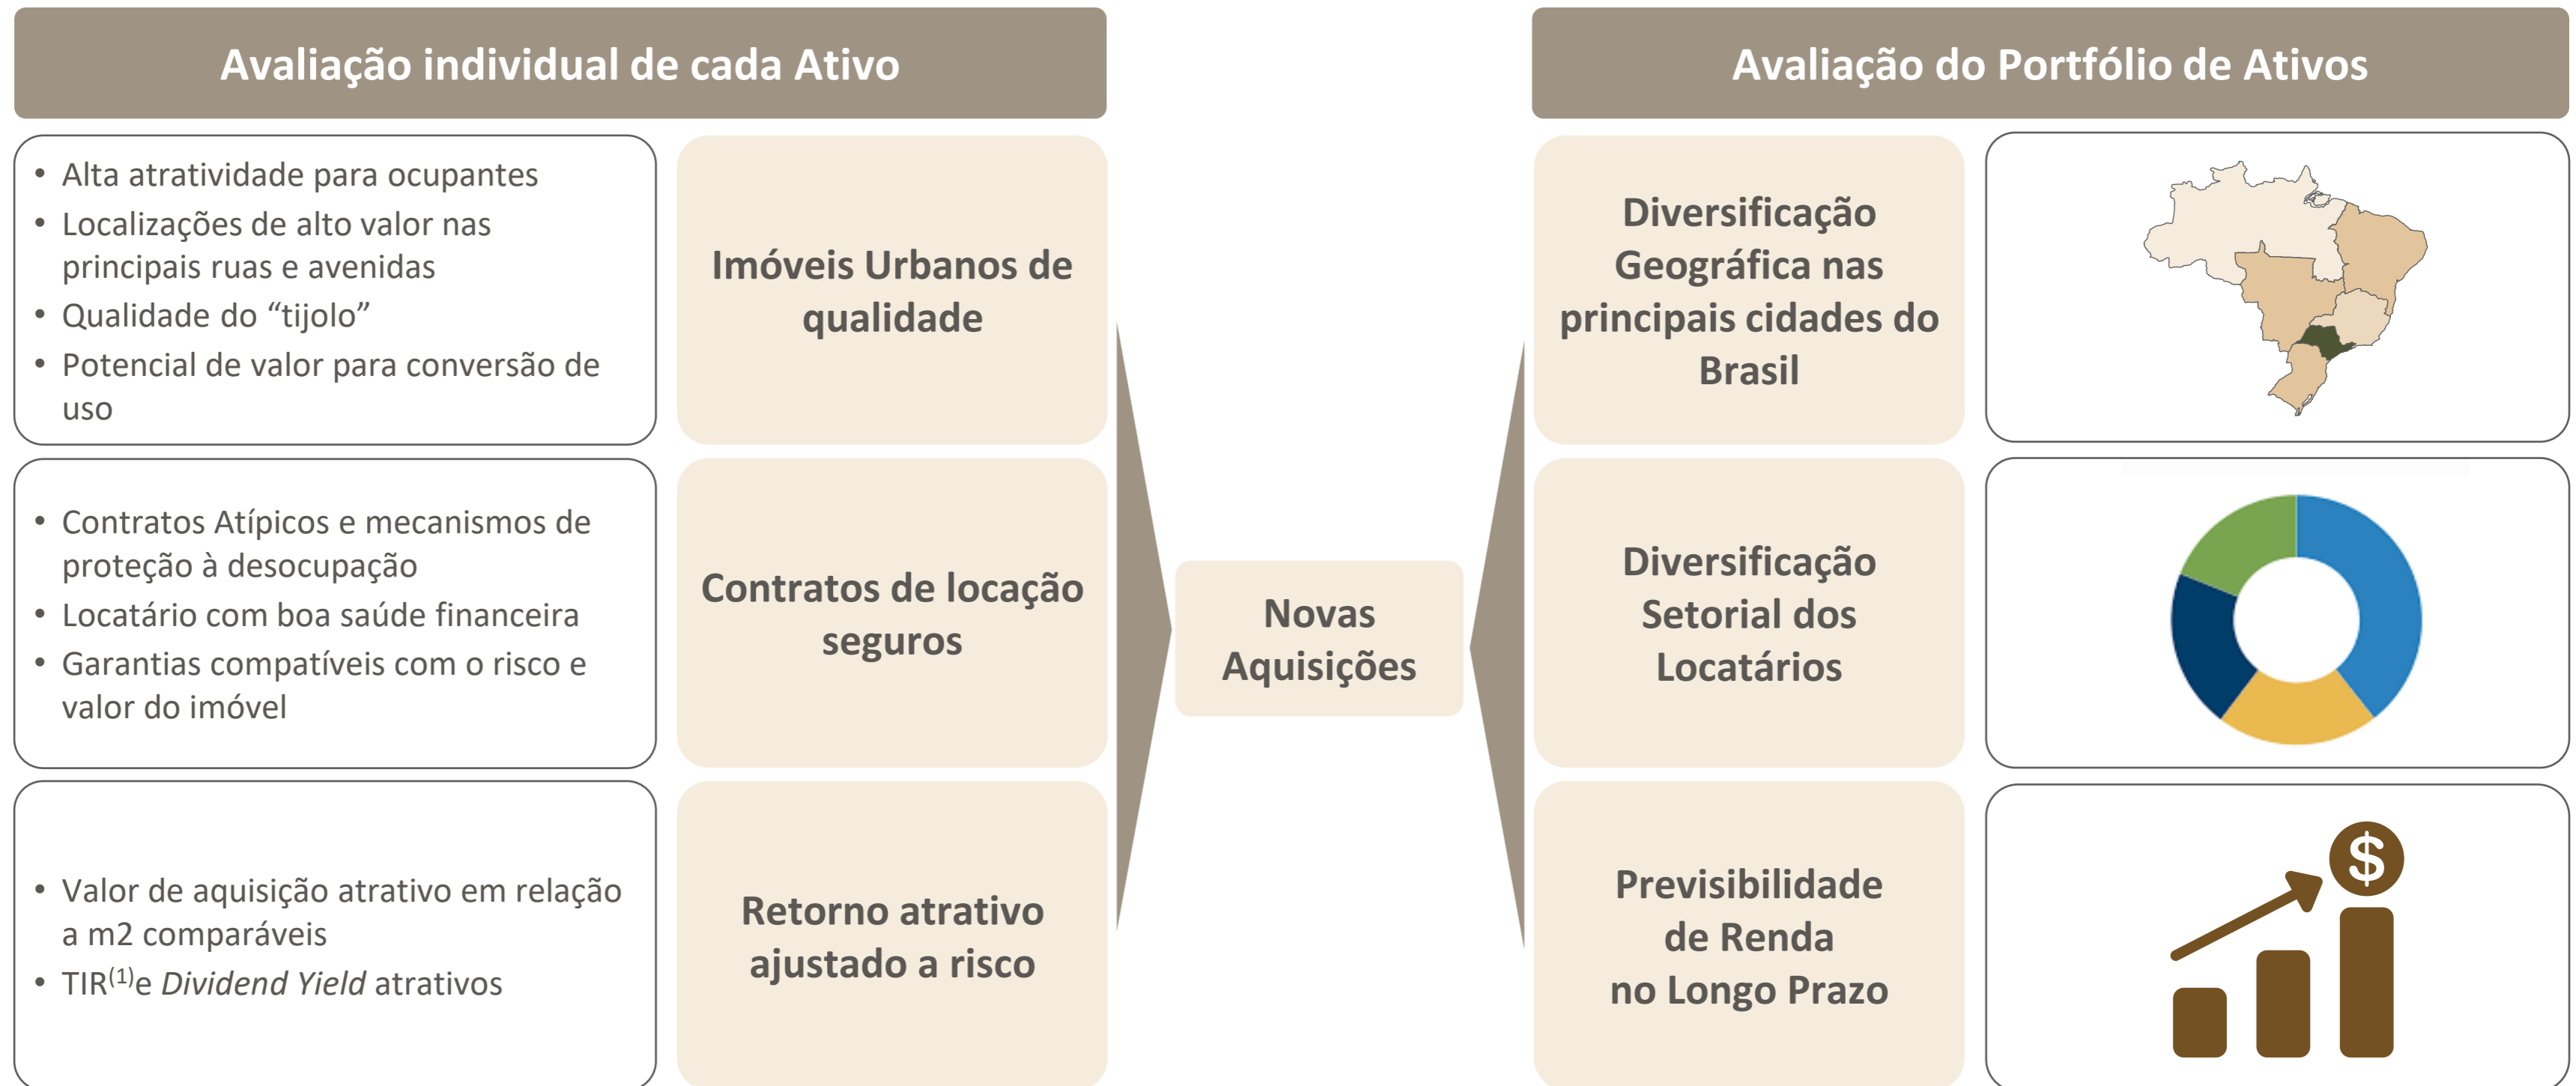 Avaliação individual de cada Ativo
• Alta atratividade para ocupantes
• Localizações de alto valor nas
principais ruas e avenidas
• Qualidade do “tijolo”
• Potencial de valor para conversão de
uso
Imóveis Urbanos de
qualidade
• Contratos Atípicos e mecanismos de
proteção à desocupação
• Locatário com boa saúde financeira
• Garantias compatíveis com o risco e
valor do imóvel
Contratos de locação
seguros
• Valor de aquisição atrativo em relação
a m2 comparáveis
• TIR(1)e Dividend Yield atrativos
Retorno atrativo
ajustado a risco
Novas
Aquisições
Avaliação do Portfólio de Ativos
Diversificação
Geográfica nas
principais cidades do
Brasil
Diversificação
Setorial dos
Locatários
Previsibilidade
de Renda
no Longo Prazo
$